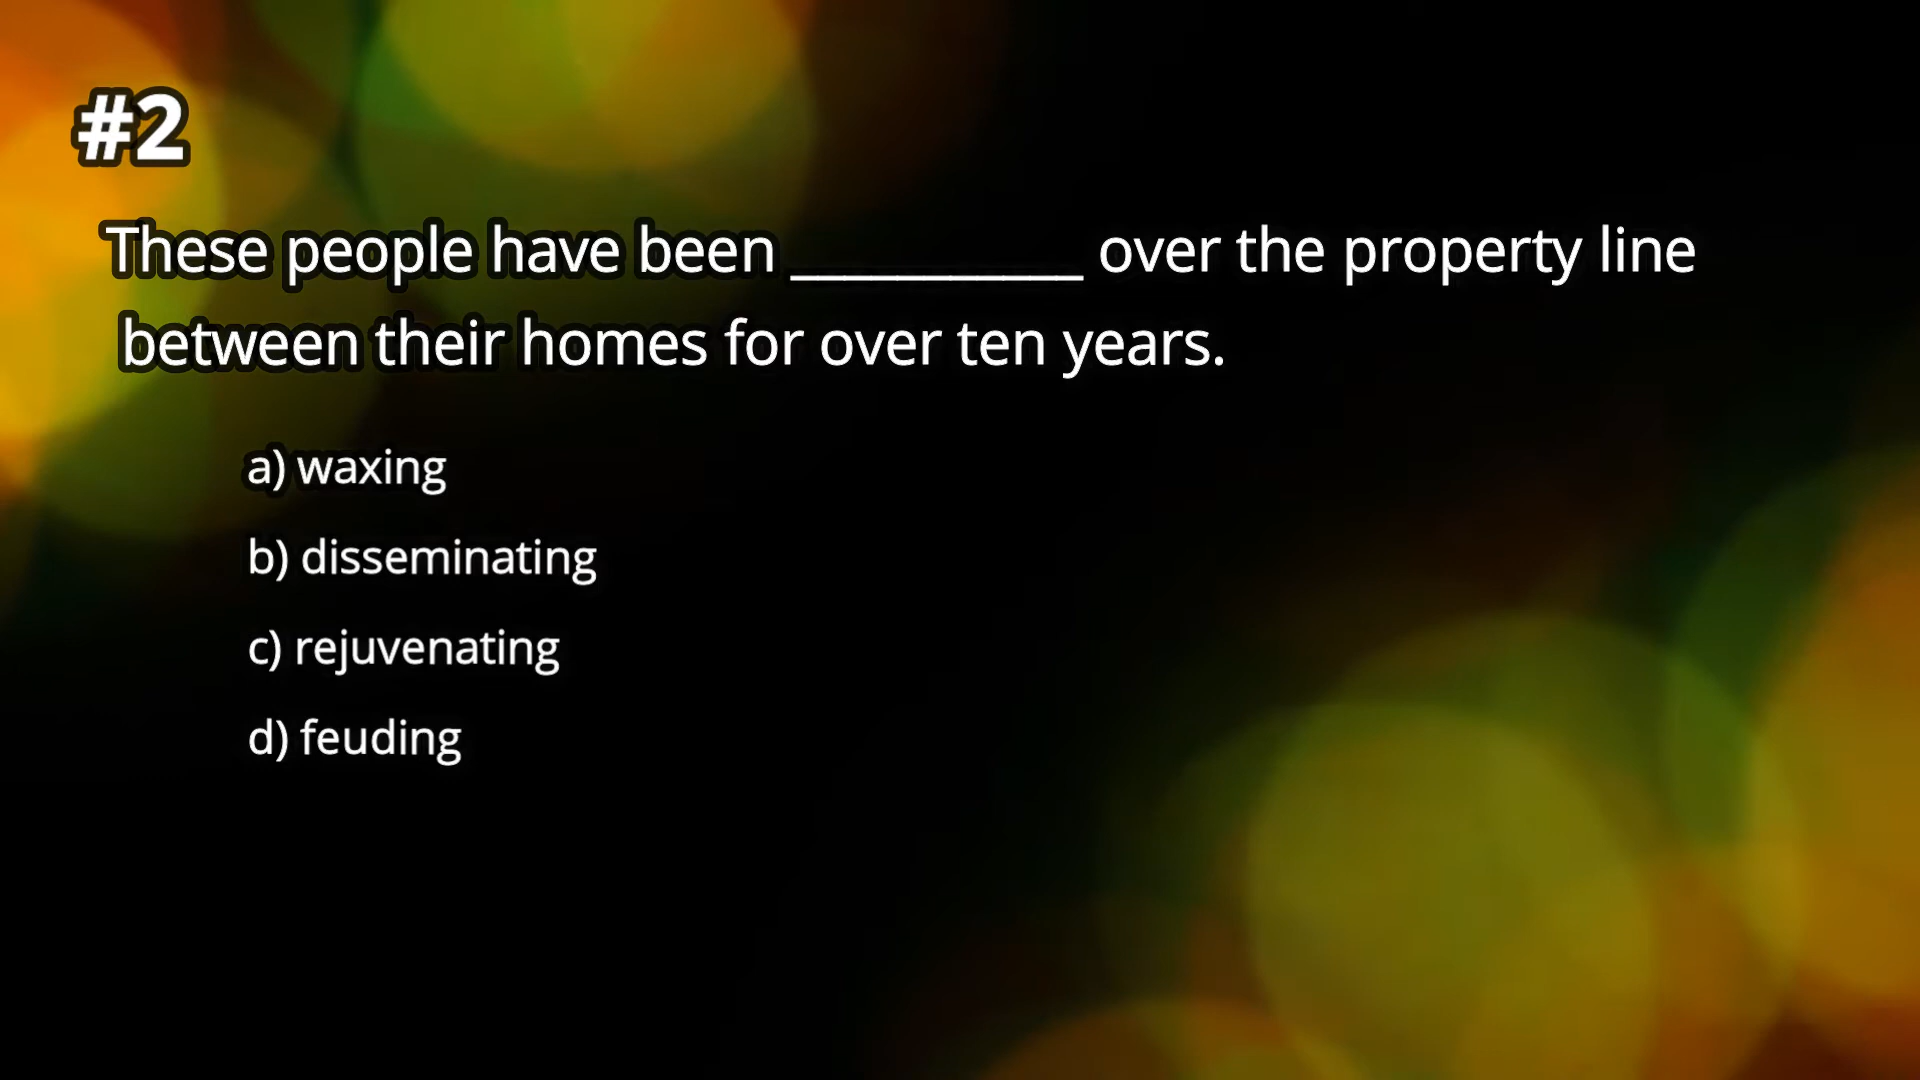 #2
These people have been ___________ over the property line
between their homes for over ten years.
a) waxing
b) disseminating
c) rejuvenating
d) feuding